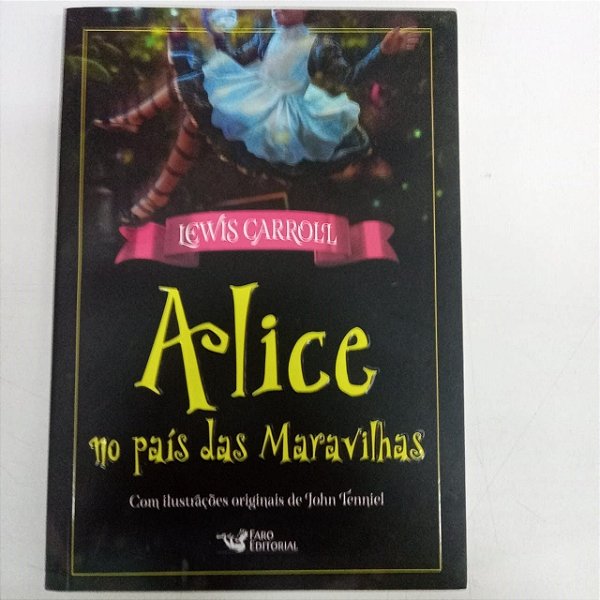 LEWIS CARROLL
Alice
no país das Maravilhas
Com ilustrações originais de John Tenniel
FARO
EDITORIAL